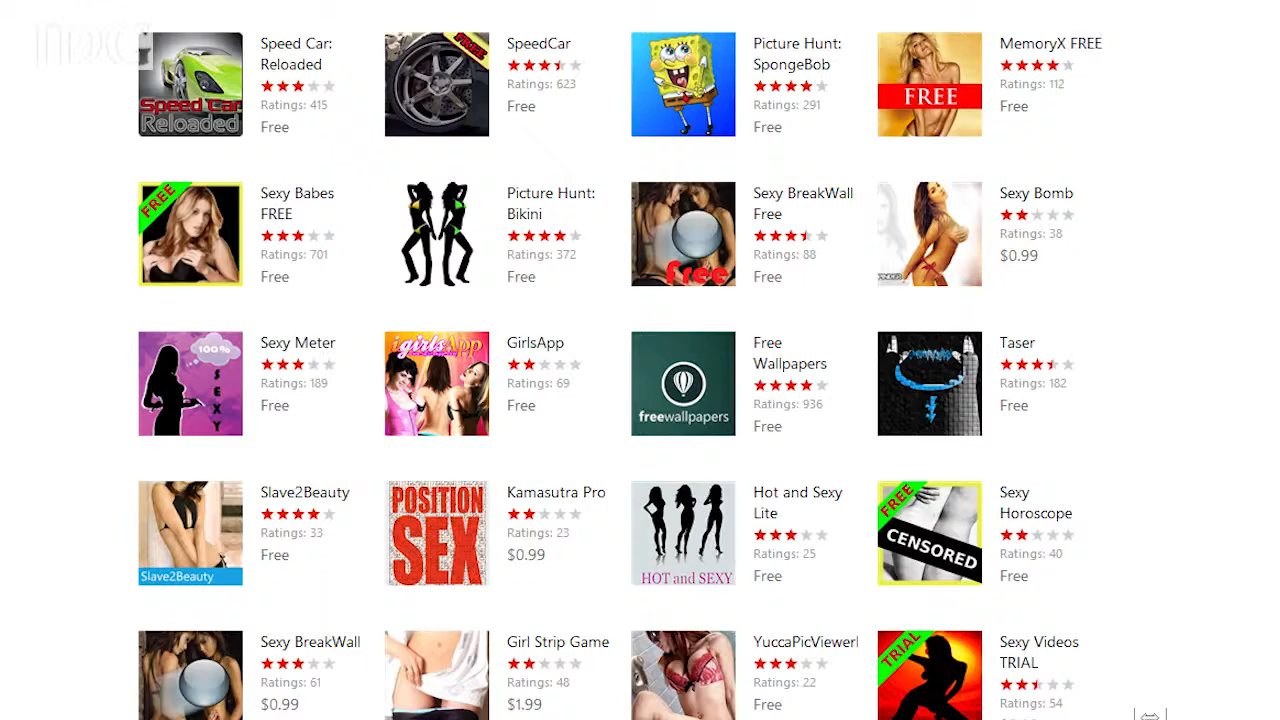 Speed Car:
Reloaded
Ratings: 415
Free
Speed Car
Reloaded
SpeedCar
Ratings: 623
Free
FREE
Picture Hunt:
SpongeBob
Ratings: 291
Free
MemoryX FREE
Ratings: 112
Free
FREE
Sexy Babes
FREE
Ratings: 701
Free
FREE
Picture Hunt:
Bikini
Ratings: 372
Free
Sexy BreakWall
Free
Ratings: 88
Free
Free
Sexy Bomb
Ratings: 38
$0.99
Sexy Meter
Ratings: 189
Free
100 %
SEXY
GirlsApp
Ratings: 69
Free
igirlsApp
Free
Wallpapers
Ratings: 936
Free
freewallpapers
Taser
Ratings: 182
Free
Slave2Beauty
Ratings: 33
Free
Slave2Beauty
Kamasutra Pro
Ratings: 23
$0.99
POSITION
SEX
Hot and Sexy
Lite
Ratings: 25
Free
HOT and SEXY
Sexy
Horoscope
Ratings: 40
Free
FREE
CENSORED
Sexy BreakWall
Ratings: 61
$0.99
Girl Strip Game
Ratings: 48
$1.99
YuccaPicViewerl
Ratings: 22
Free
Sexy Videos
TRIAL
Ratings: 54
TRIAL